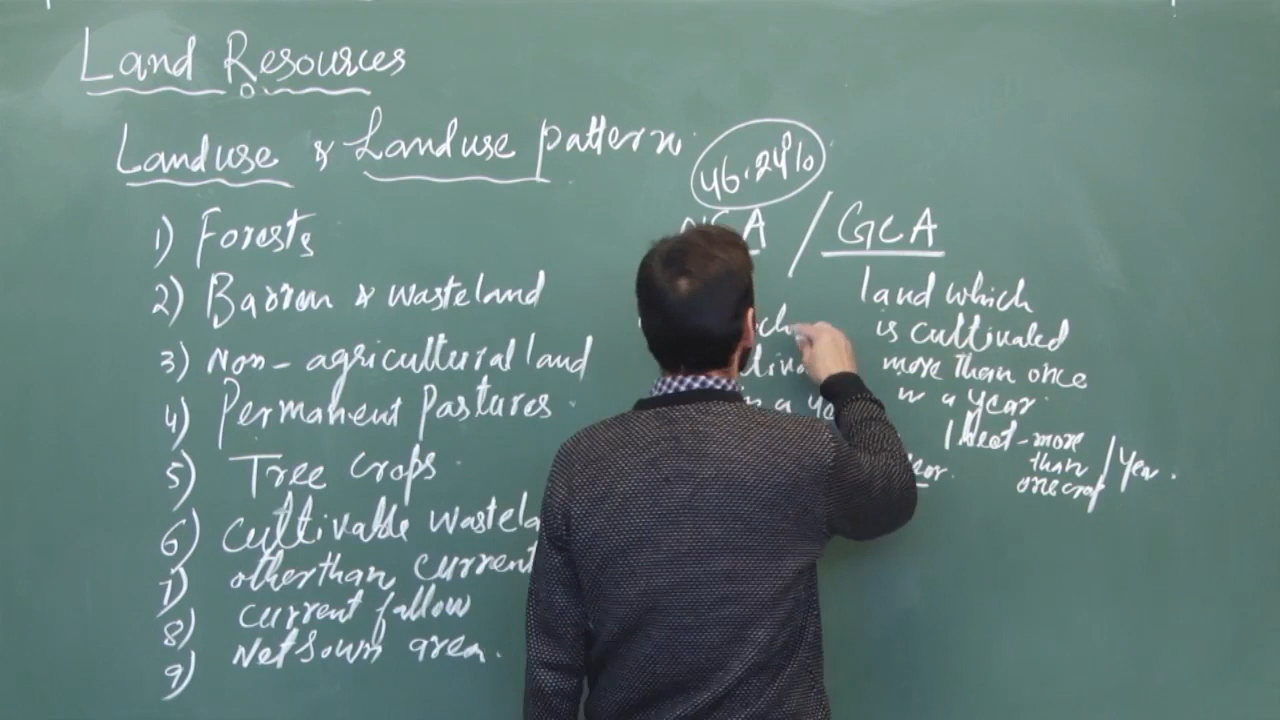 Land Resources
Landuse & Landuse pattern
1) Forests
2) Barren & wasteland
3) Non-agricultural land
4) Permanent Pastures
5) Tree crops
6) Cultivable
7) other than current
8) current fallow
9) Net sown area.
46.24%
/ GCA
land which
is cultivated
more than once
in a year.
more
than
one crop
/ Year.
in a